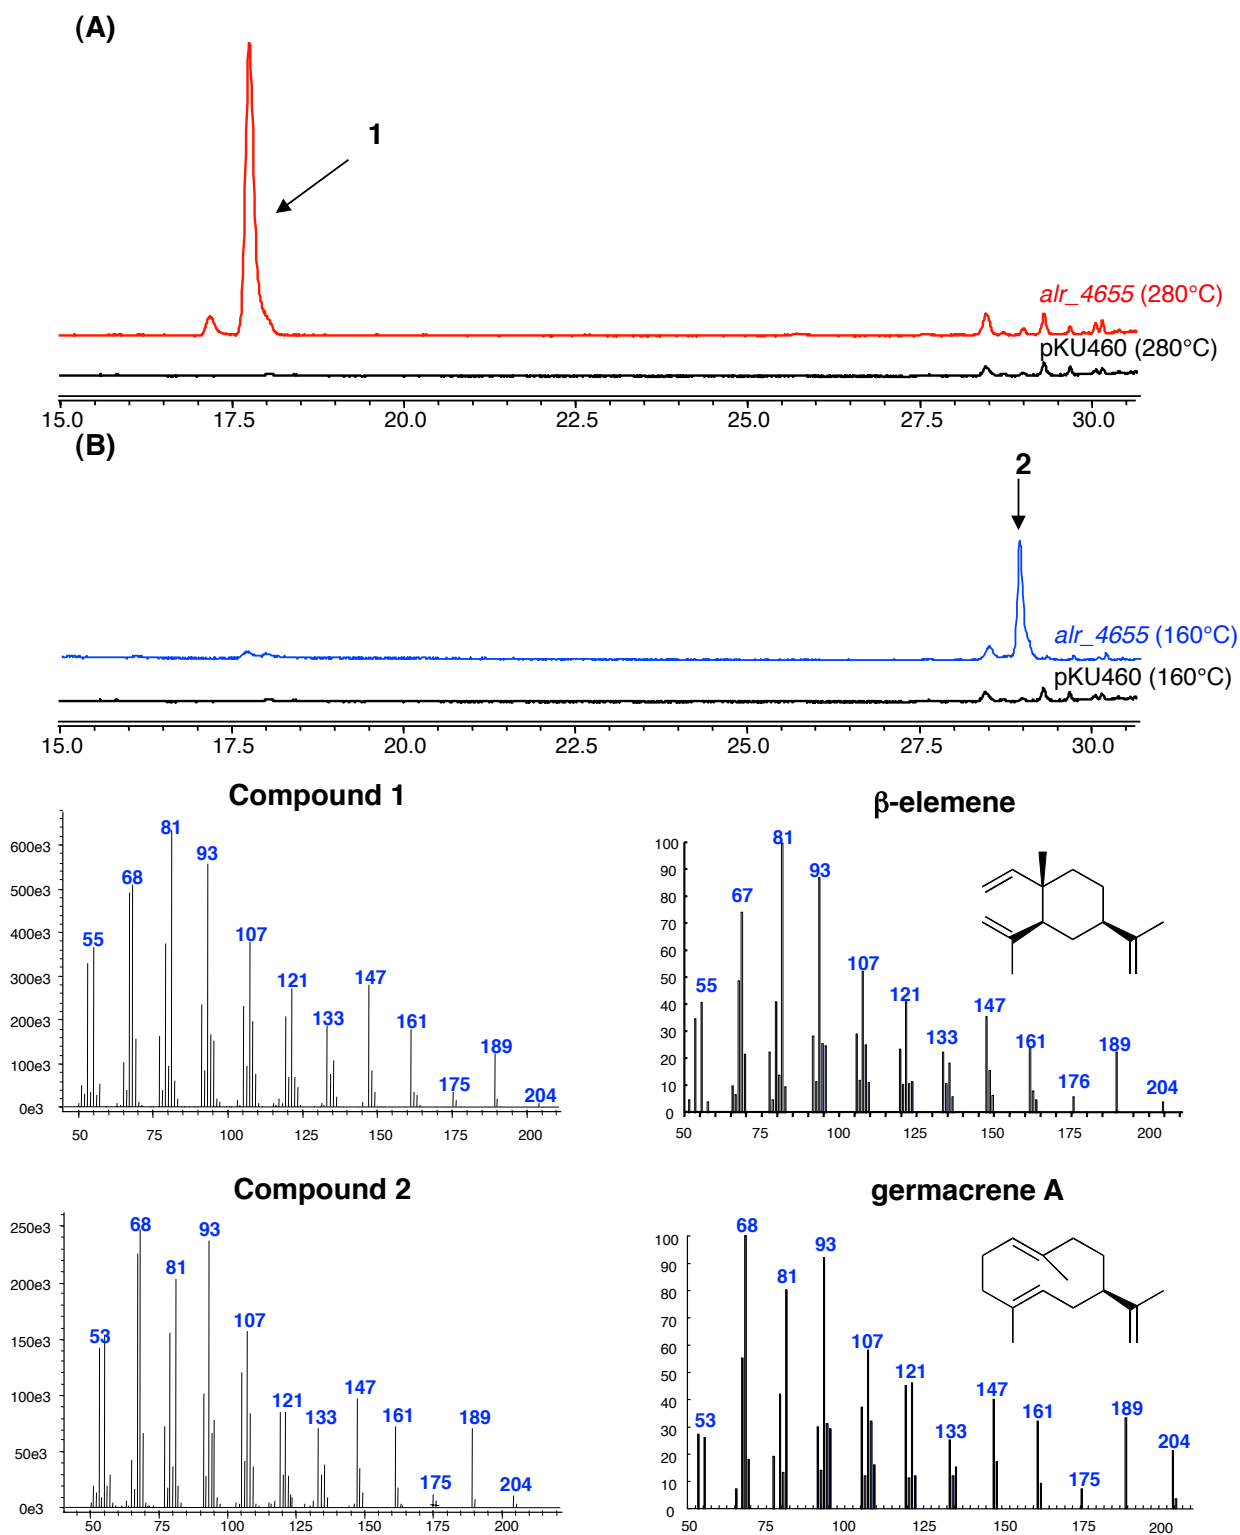 (A)
1
alr_4655 (280°C)
pKU460 (280°C)
15.0 17.5 20.0 22.5 25.0 27.5 30.0
(B)
2
alr_4655 (160°C)
pKU460 (160°C)
15.0 17.5 20.0 22.5 25.0 27.5 30.0
Compound 1
600e3
500e3
400e3
300e3
200e3
100e3
0e3
55 68 81 93 107 121 133 147 161 175 189 204
50 75 100 125 150 175 200
β-elemene
100
90
80
70
60
50
40
30
20
10
0
55 67 81 93 107 121 133 147 161 176 189 204
50 75 100 125 150 175 200
Compound 2
250e3
200e3
150e3
100e3
50e3
0e3
53 68 81 93 107 121 133 147 161 175 189 204
50 75 100 125 150 175 200
germacrene A
100
90
80
70
60
50
40
30
20
10
0
53 68 81 93 107 121 133 147 161 175 189 204
50 75 100 125 150 175 200